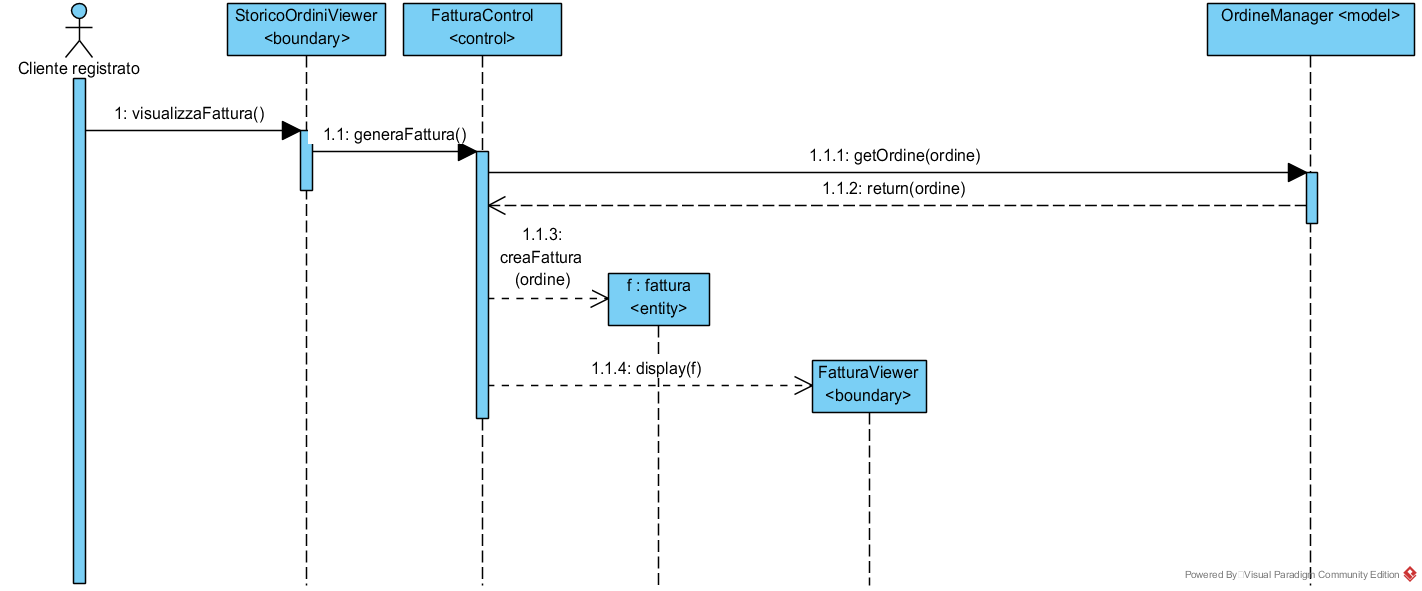 StoricoOrdiniViewer
<boundary>
FatturaControl
<control>
OrdineManager <model>
Cliente registrato
1: visualizzaFattura()
1.1: generaFattura()
1.1.1: getOrdine(ordine)
1.1.2: return(ordine)
1.1.3:
creaFattura
(ordine)
f : fattura
<entity>
1.1.4: display(f)
FatturaViewer
<boundary>
Powered By Visual Paradigm Community Edition